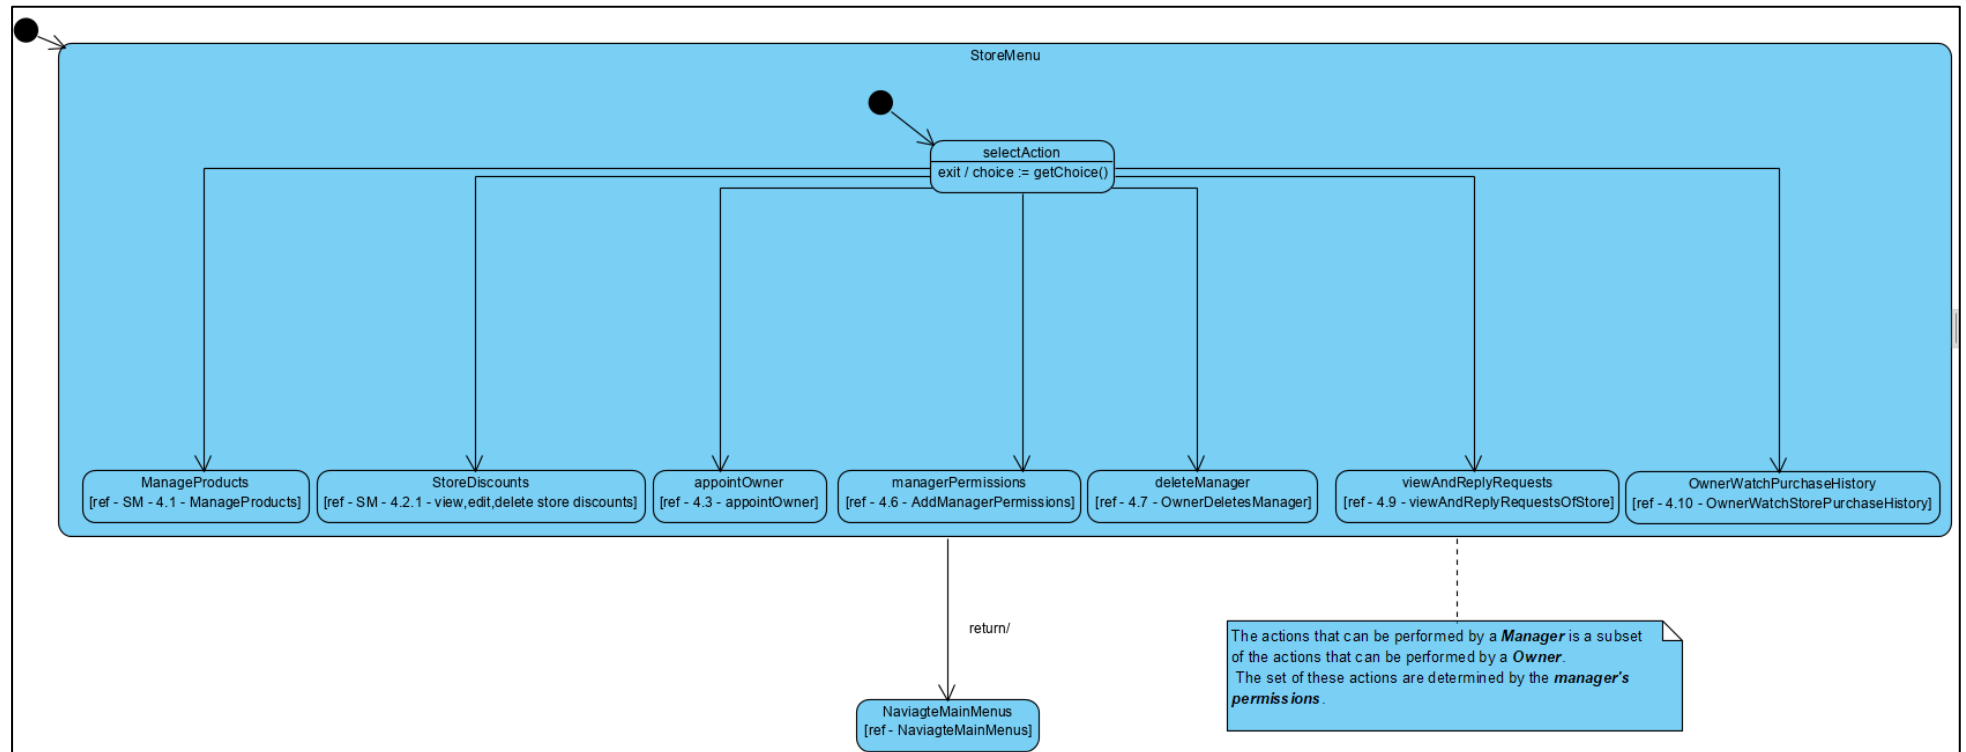 StoreMenu
selectAction
exit / choice := getChoice()
ManageProducts
[ref - SM - 4.1 - ManageProducts]
StoreDiscounts
[ref - SM - 4.2.1 - view,edit,delete store discounts]
appointOwner
[ref - 4.3 - appointOwner]
managerPermissions
[ref - 4.6 - AddManagerPermissions]
deleteManager
[ref - 4.7 - OwnerDeletesManager]
viewAndReplyRequests
[ref - 4.9 - viewAndReplyRequestsOfStore]
OwnerWatchPurchaseHistory
[ref - 4.10 - OwnerWatchStorePurchaseHistory]
return/
The actions that can be performed by a Manager is a subset
of the actions that can be performed by a Owner.
The set of these actions are determined by the manager's
permissions.
NaviagteMainMenus
[ref - NaviagteMainMenus]